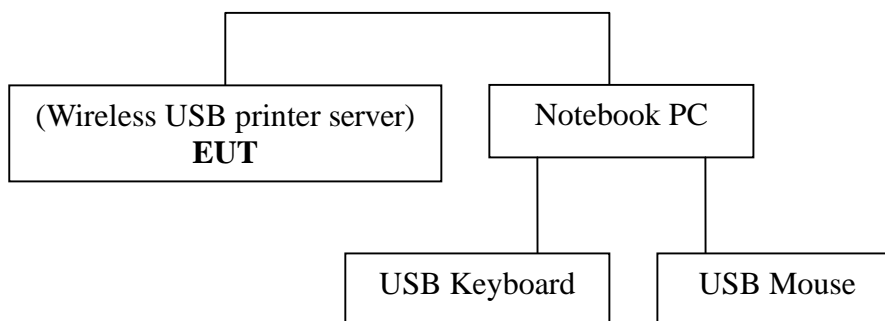 (Wireless USB printer server)
EUT
Notebook PC
USB Keyboard
USB Mouse